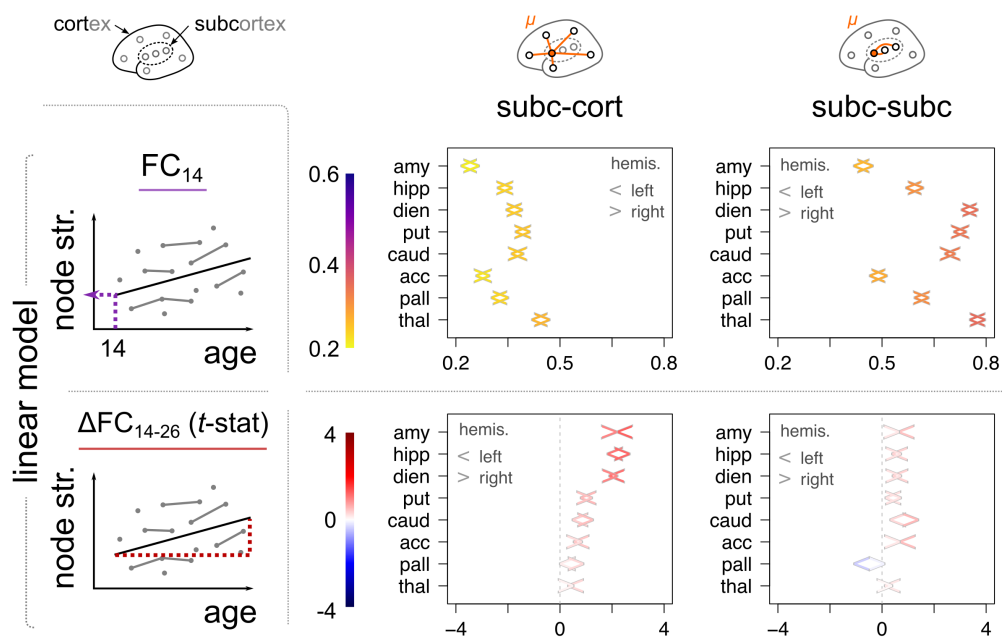 cortex
subcortex
μ
μ
subc-cort
subc-subc
linear model
FC14
node str.
14
age
0.6
0.4
0.2
amy
hipp
dien
put
caud
acc
pall
thal
hemis.
< left
> right
0.2
0.5
0.8
amy
hipp
dien
put
caud
acc
pall
thal
hemis.
< left
> right
0.2
0.5
0.8
ΔFC14-26 (t-stat)
node str.
age
4
0
-4
amy
hipp
dien
put
caud
acc
pall
thal
hemis.
< left
> right
−4
0
2
4
amy
hipp
dien
put
caud
acc
pall
thal
hemis.
< left
> right
−4
0
2
4